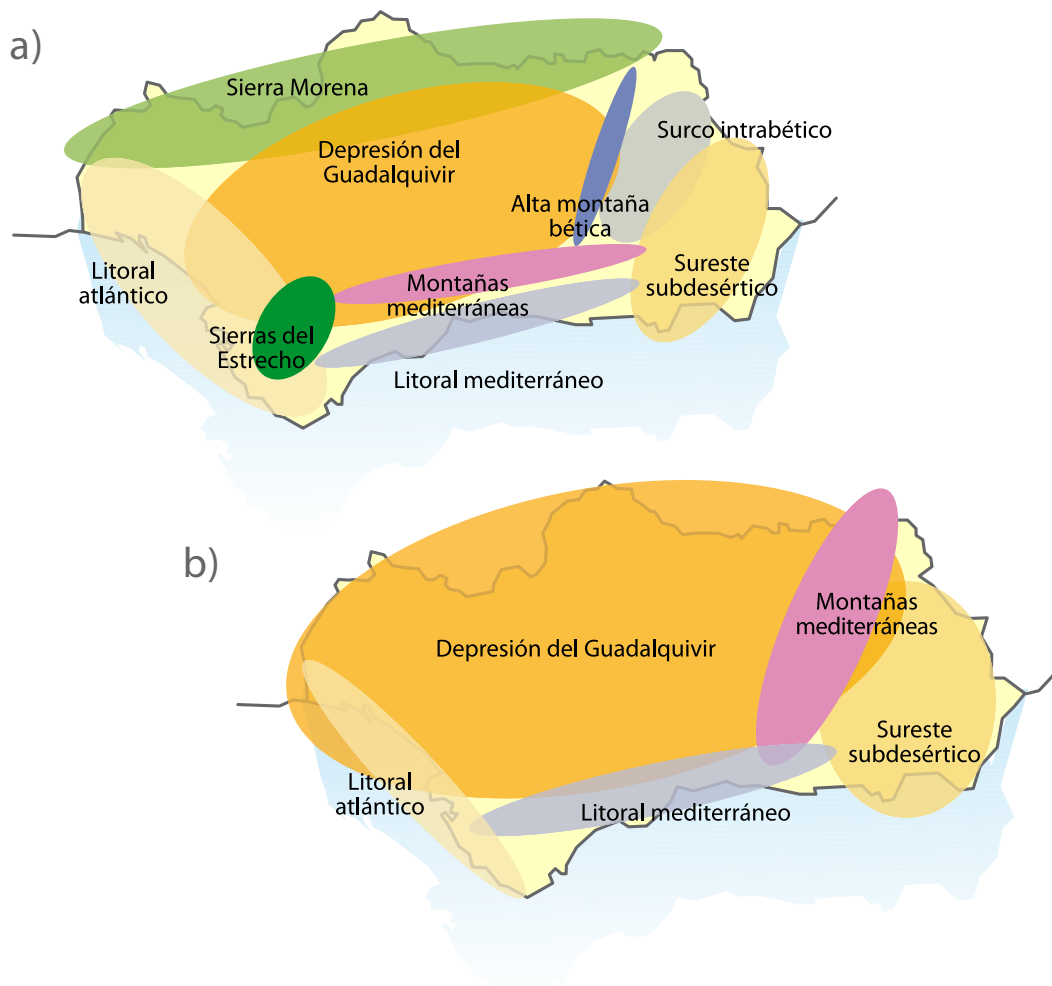 a)
Sierra Morena
Surco intrabético
Depresión del
Guadalquivir
Alta montaña
bética
Litoral
atlántico
Montañas
mediterráneas
Sureste
subdesértico
Sierras del
Estrecho
Litoral mediterráneo
b)
Montañas
mediterráneas
Depresión del Guadalquivir
Sureste
subdesértico
Litoral
atlántico
Litoral mediterráneo